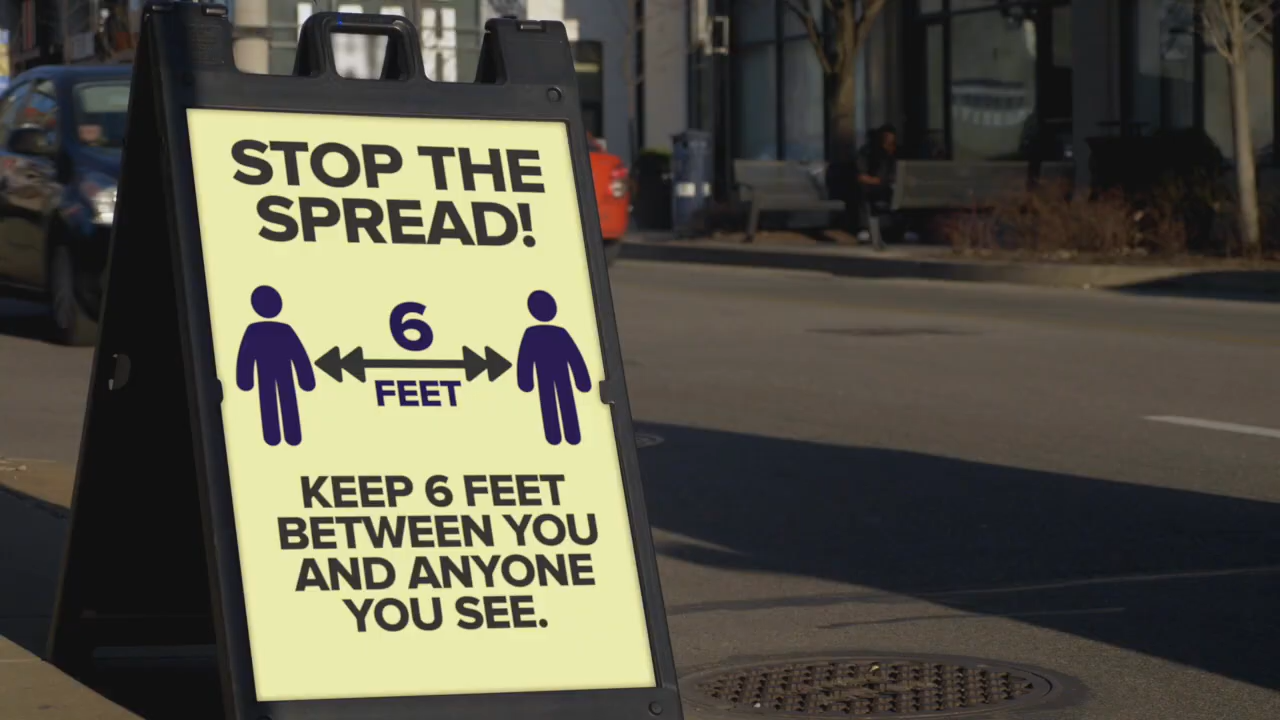 STOP THE
SPREAD!
6
FEET
KEEP 6 FEET
BETWEEN YOU
AND ANYONE
YOU SEE.